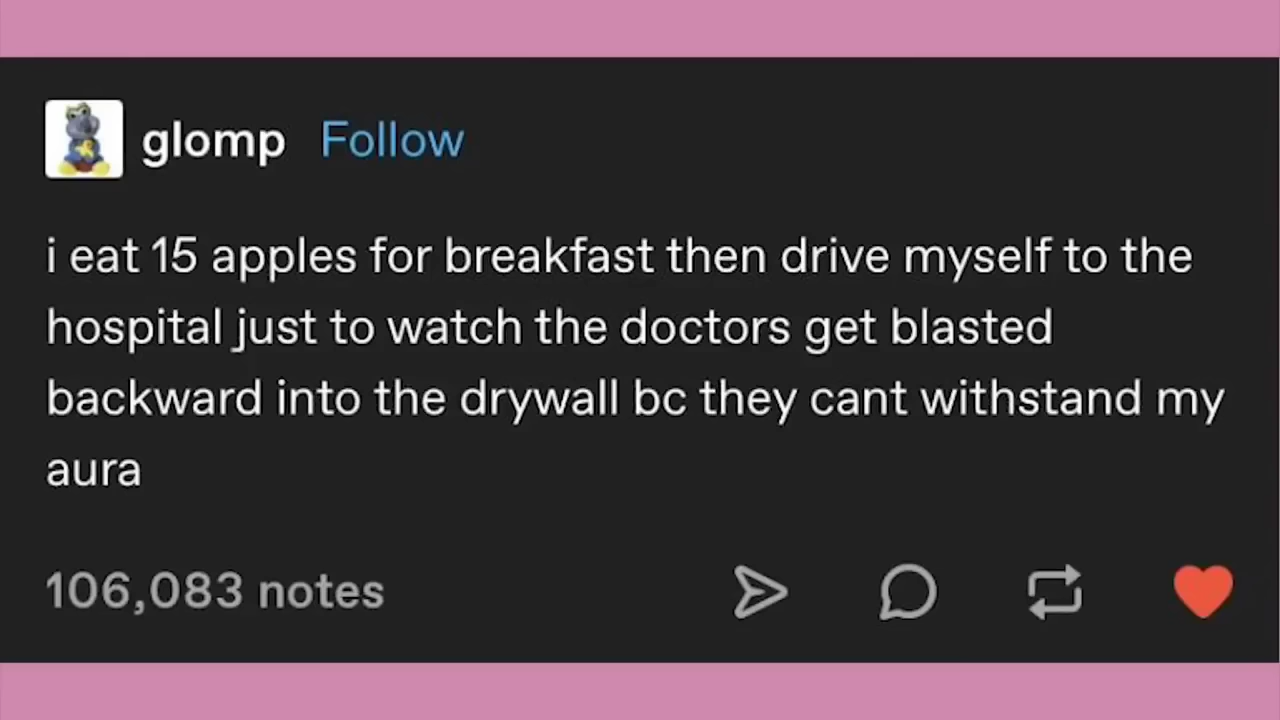 glomp Follow
i eat 15 apples for breakfast then drive myself to the
hospital just to watch the doctors get blasted
backward into the drywall bc they cant withstand my
aura
106,083 notes